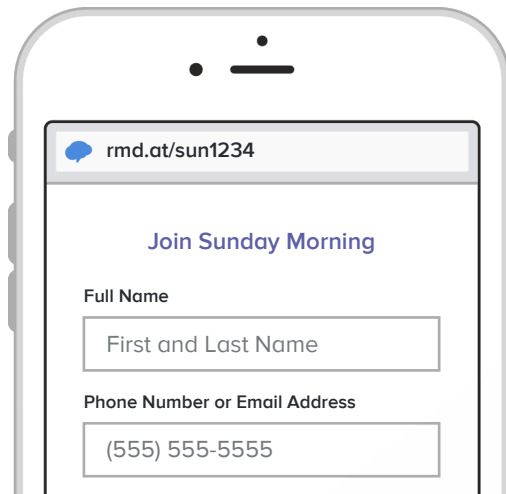 rmd.at/sun1234
Join Sunday Morning
Full Name
First and Last Name
Phone Number or Email Address
(555) 555-5555